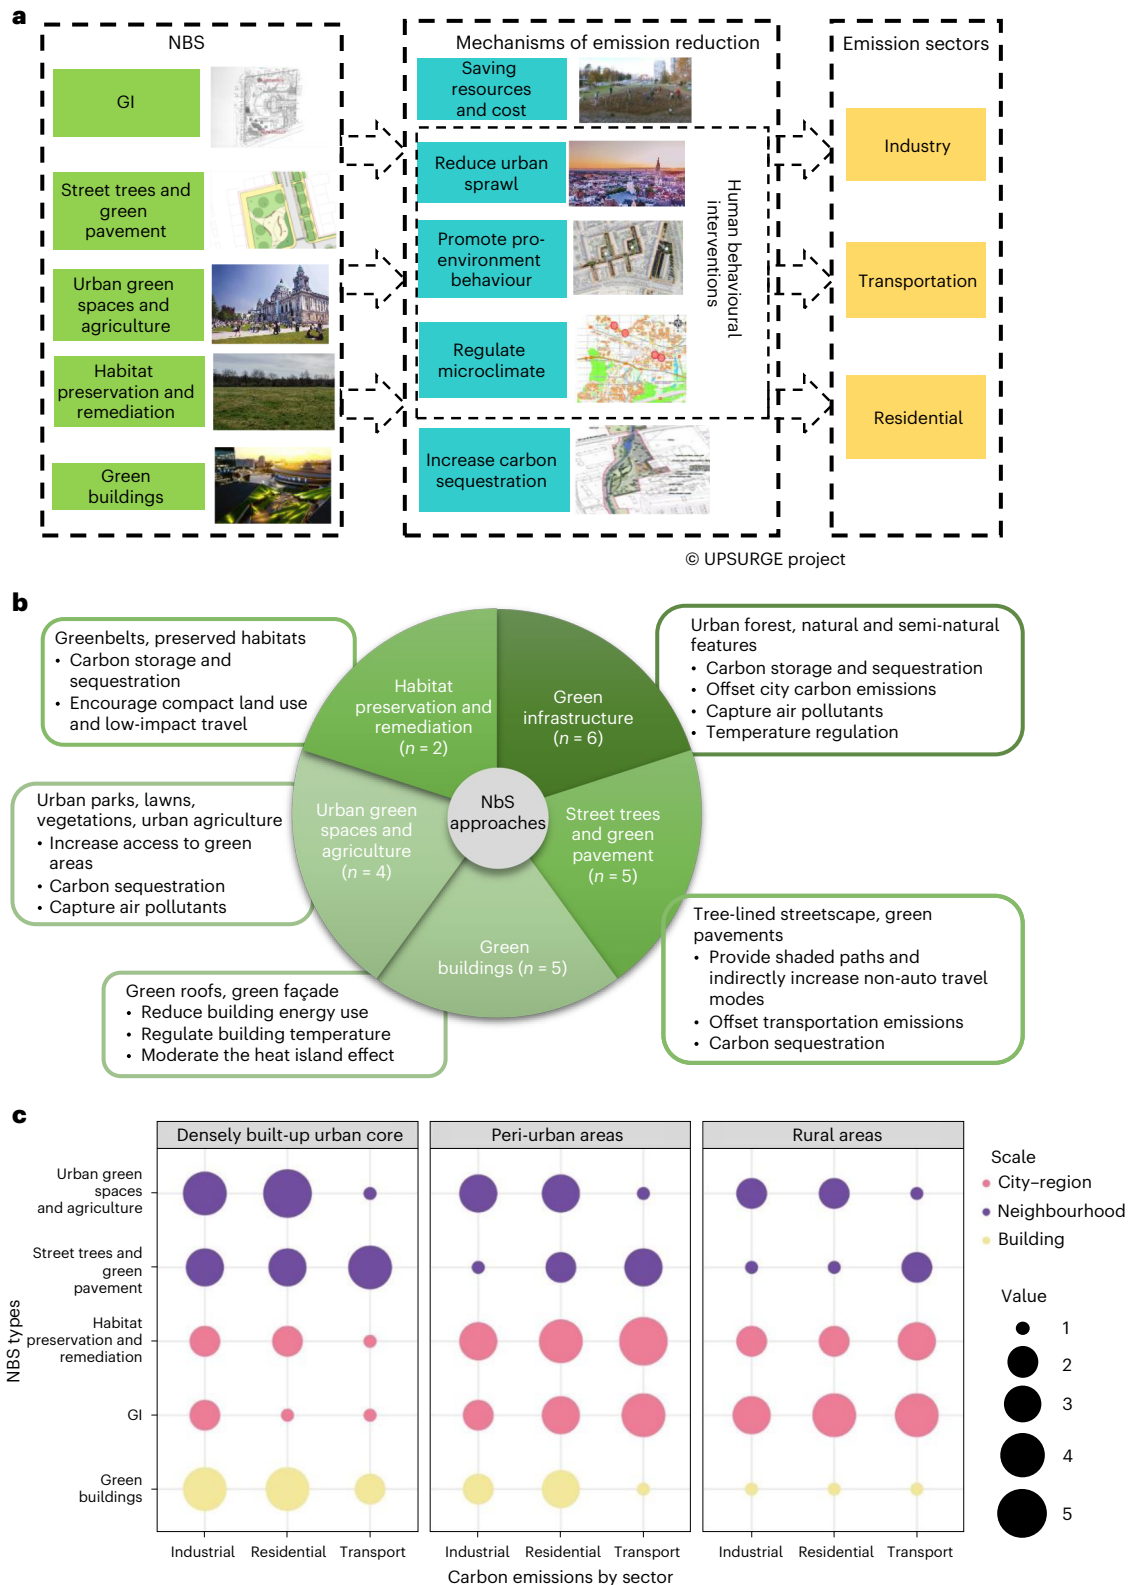 a
NBS
GI
Street trees and
green
pavement
Urban green
spaces and
agriculture
Habitat
preservation and
remediation
Green
buildings
Mechanisms of emission reduction
Saving
resources
and cost
Reduce urban
sprawl
Promote pro-
environment
behaviour
Regulate
microclimate
Increase carbon
sequestration
Human behavioural
interventions
Emission sectors
Industry
Transportation
Residential
© UPSURGE project
b
Greenbelts, preserved habitats
• Carbon storage and
sequestration
• Encourage compact land use
and low-impact travel
Urban parks, lawns,
vegetations, urban agriculture
• Increase access to green
areas
• Carbon sequestration
• Capture air pollutants
Green roofs, green façade
• Reduce building energy use
• Regulate building temperature
• Moderate the heat island effect
Habitat
preservation and
remediation
(n = 2)
Green
infrastructure
(n = 6)
Urban green
spaces and
agriculture
(n = 4)
NbS
approaches
Street trees
and green
pavement
(n = 5)
Green
buildings (n = 5)
Urban forest, natural and semi-natural
features
• Carbon storage and sequestration
• Offset city carbon emissions
• Capture air pollutants
• Temperature regulation
Tree-lined streetscape, green
pavements
• Provide shaded paths and
indirectly increase non-auto travel
modes
• Offset transportation emissions
• Carbon sequestration
c
Densely built-up urban core
Peri-urban areas
Rural areas
NBS types
Urban green
spaces
and agriculture
Street trees and
green
pavement
Habitat
preservation and
remediation
GI
Green
buildings
Industrial Residential Transport
Industrial Residential Transport
Industrial Residential Transport
Carbon emissions by sector
Scale
City–region
Neighbourhood
Building
Value
1
2
3
4
5